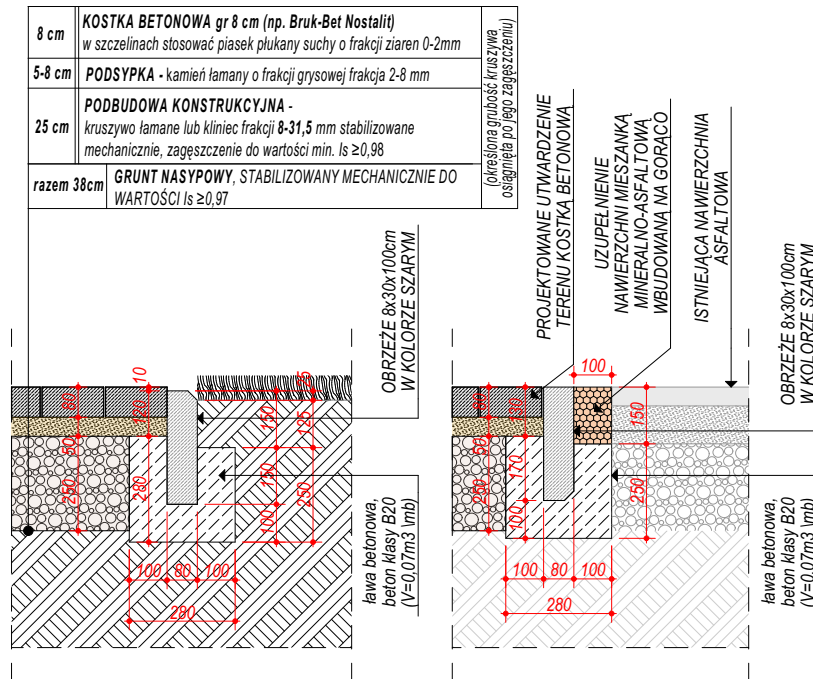 8 cm
KOSTKA BETONOWA gr 8 cm (np. Bruk-Bet Nostalit)
w szczelinach stosować piasek płukany suchy o frakcji ziaren 0-2mm
5-8 cm
PODSYPKA - kamień łamany o frakcji grysowej frakcja 2-8 mm
25 cm
PODBUDOWA KONSTRUKCYJNA -
kruszywo łamane lub kliniec frakcji 8-31,5 mm stabilizowane
mechanicznie, zagęszczenie do wartości min. Is ≥0,98
razem 38cm
GRUNT NASYPOWY, STABILIZOWANY MECHANICZNIE DO
WARTOŚCI Is ≥0,97
(określona grubość kruszywa
osiągnięta po jego zagęszczeniu)
OBRZEŻE 8x30x100cm
W KOLORZE SZARYM
ława betonowa,
beton klasy B20
(V=0,07m3 \mb)
10
80
120
50
250
280
25
150
125
150
250
100
100
80
100
280
PROJEKTOWANE UTWARDZENIE
TERENU KOSTKĄ BETONOWĄ
UZUPEŁNIENIE
NAWIERZCHNI MIESZANKĄ
MINERALNO-ASFALTOWĄ
WBUDOWANĄ NA GORĄCO
ISTNIEJĄCA NAWIERZCHNIA
ASFALTOWA
OBRZEŻE 8x30x100cm
W KOLORZE SZARYM
ława betonowa,
beton klasy B20
(V=0,07m3 \mb)
100
80
130
50
170
250
100
150
250
100
80
100
280